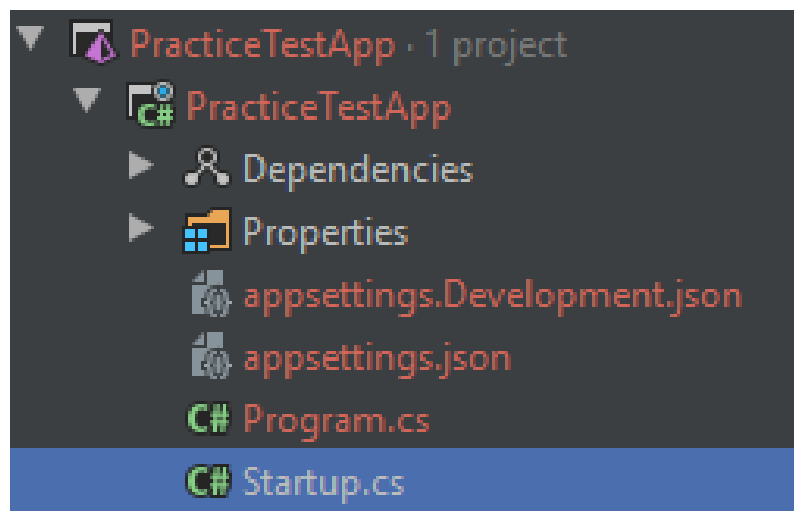 PracticeTestApp · 1 project
C# PracticeTestApp
Dependencies
Properties
appsettings.Development.json
appsettings.json
C# Program.cs
C# Startup.cs